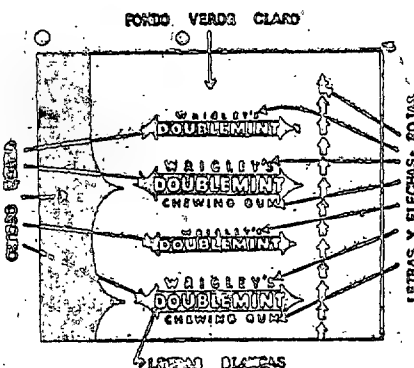 FONDO VERDE CLARO
WRIGLEY'S
DOUBLEMINT
WRIGLEY'S
DOUBLEMINT
CHEWING GUM
WRIGLEY'S
DOUBLEMINT
WRIGLEY'S
DOUBLEMINT
CHEWING GUM
LETRAS BLANCAS
LETRAS Y FLECHAS ROJAS